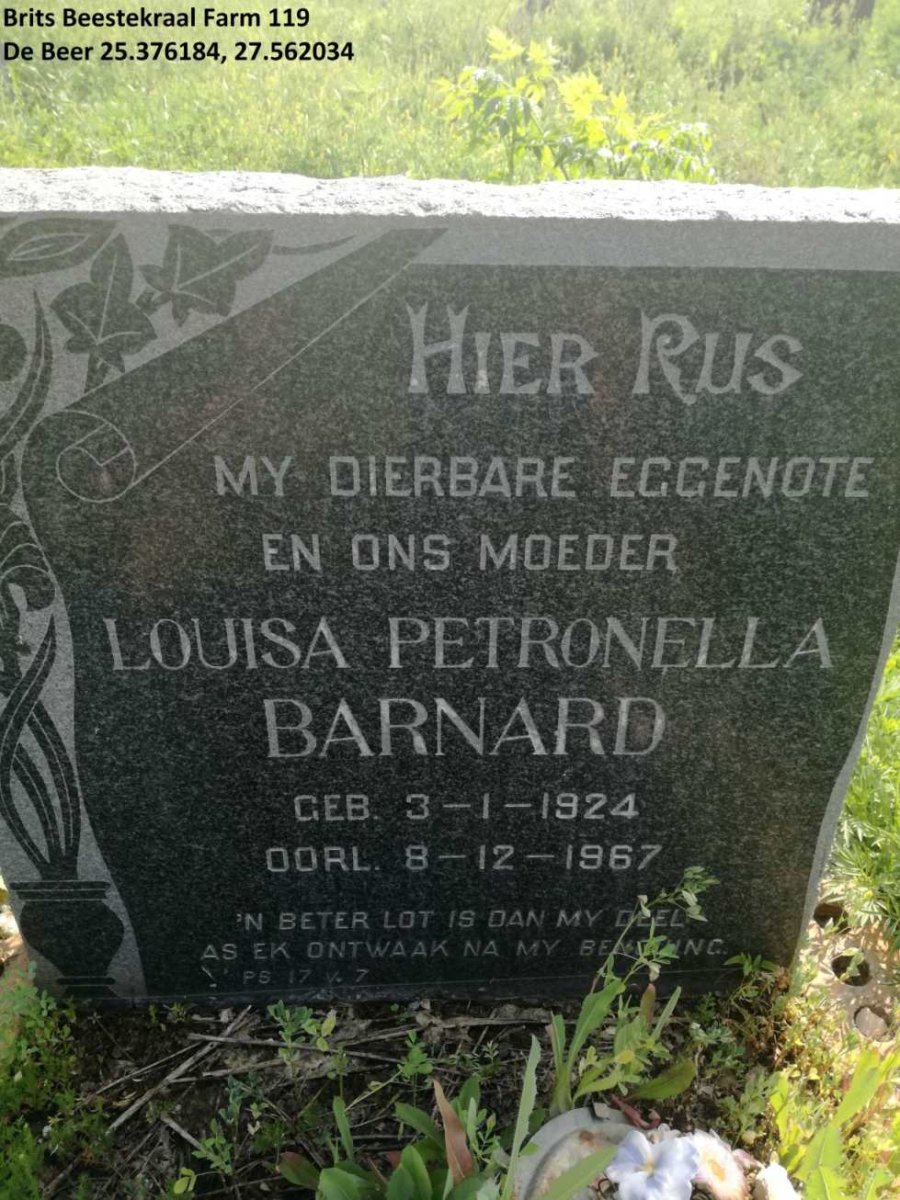 Brits Beestekraal Farm 119
De Beer 25.376184, 27.562034
HIER RUS
MY DIERBARE EGGENOTE
EN ONS MOEDER
LOUISA PETRONELLA
BARNARD
GEB. 3-1-1924
OORL. 8-12-1967
'N BETER LOT IS DAN MY DEEL
AS EK ONTWAAK NA MY
PS 17 V. 7